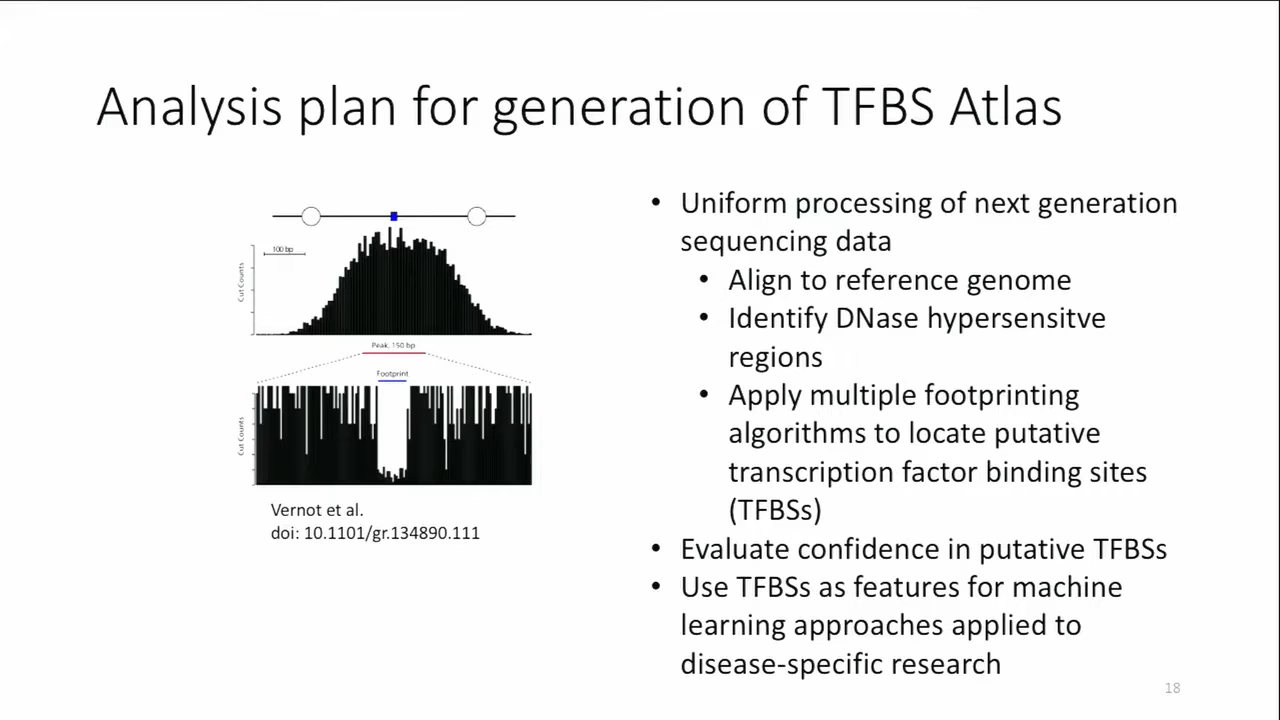 Analysis plan for generation of TFBS Atlas
100 bp
Cut Counts
Peak, 150 bp
Footprint
Cut Counts
Vernot et al.
doi: 10.1101/gr.134890.111
• Uniform processing of next generation
sequencing data
• Align to reference genome
• Identify DNase hypersensitve
regions
• Apply multiple footprinting
algorithms to locate putative
transcription factor binding sites
(TFBSs)
• Evaluate confidence in putative TFBSs
• Use TFBSs as features for machine
learning approaches applied to
disease-specific research
18